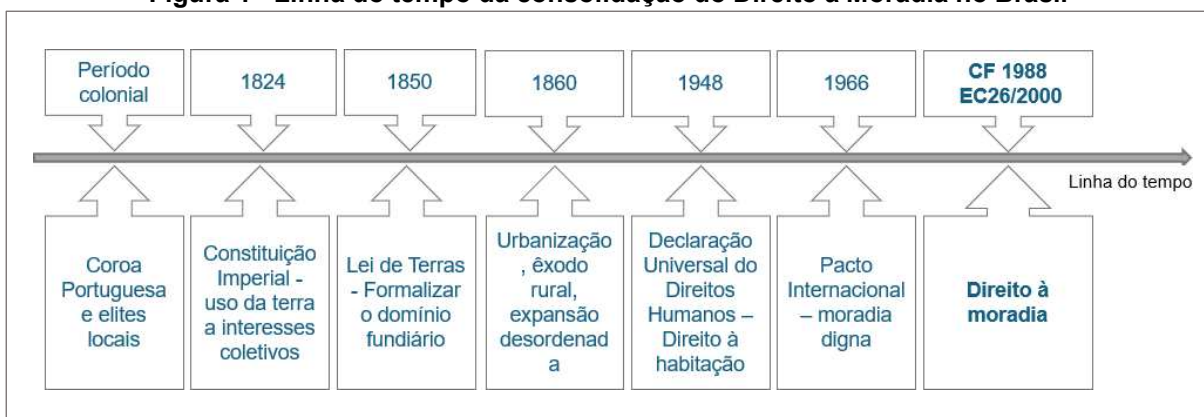 Figura 1 - Linha do tempo da consolidação do Direito à Moradia no Brasil
Período
colonial
1824
1850
1860
1948
1966
CF 1988
EC26/2000
Linha do tempo
Coroa
Portuguesa
e elites
locais
Constituição
Imperial -
uso da terra
a interesses
coletivos
Lei de Terras
- Formalizar
o domínio
fundiário
Urbanização
, êxodo
rural,
expansão
desordenad
a
Declaração
Universal do
Direitos
Humanos –
Direito à
habitação
Pacto
Internacional
– moradia
digna
Direito à
moradia